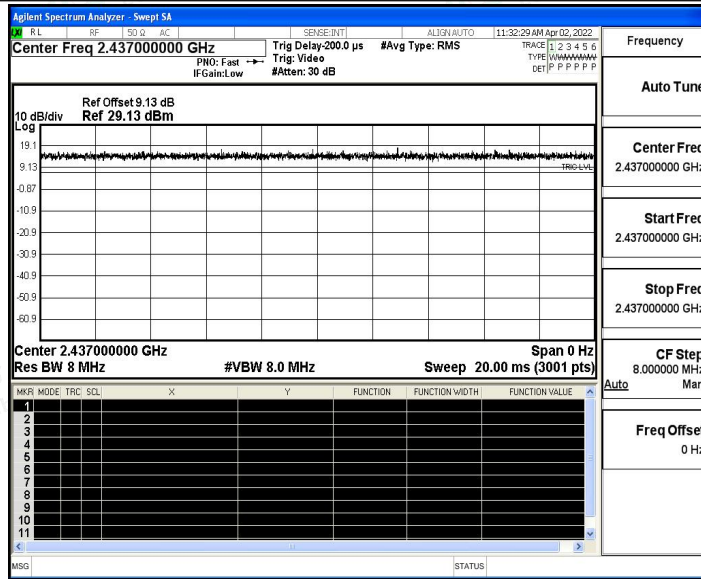 Agilent Spectrum Analyzer - Swept SA
LXI RL RF 50 Ω AC SENSE:INT ALIGN AUTO 11:32:29 AM Apr 02, 2022
Center Freq 2.437000000 GHz
PNO: Fast
IFGain:Low
Trig Delay-200.0 µs
Trig: Video
#Atten: 30 dB
#Avg Type: RMS
TRACE 1 2 3 4 5 6
TYPE WWWWWW
DET P P P P P P
Ref Offset 9.13 dB
10 dB/div Ref 29.13 dBm
Log
19.1
9.13
TRIG LVL
-0.87
-10.9
-20.9
-30.9
-40.9
-50.9
-60.9
Center 2.437000000 GHz Span 0 Hz
Res BW 8 MHz #VBW 8.0 MHz Sweep 20.00 ms (3001 pts)
MKR MODE TRC SCL X Y FUNCTION FUNCTION WIDTH FUNCTION VALUE
1
2
3
4
5
6
7
8
9
10
11
MSG STATUS
Frequency
Auto Tune
Center Freq
2.437000000 GHz
Start Freq
2.437000000 GHz
Stop Freq
2.437000000 GHz
CF Step
8.000000 MHz
Auto Man
Freq Offset
0 Hz